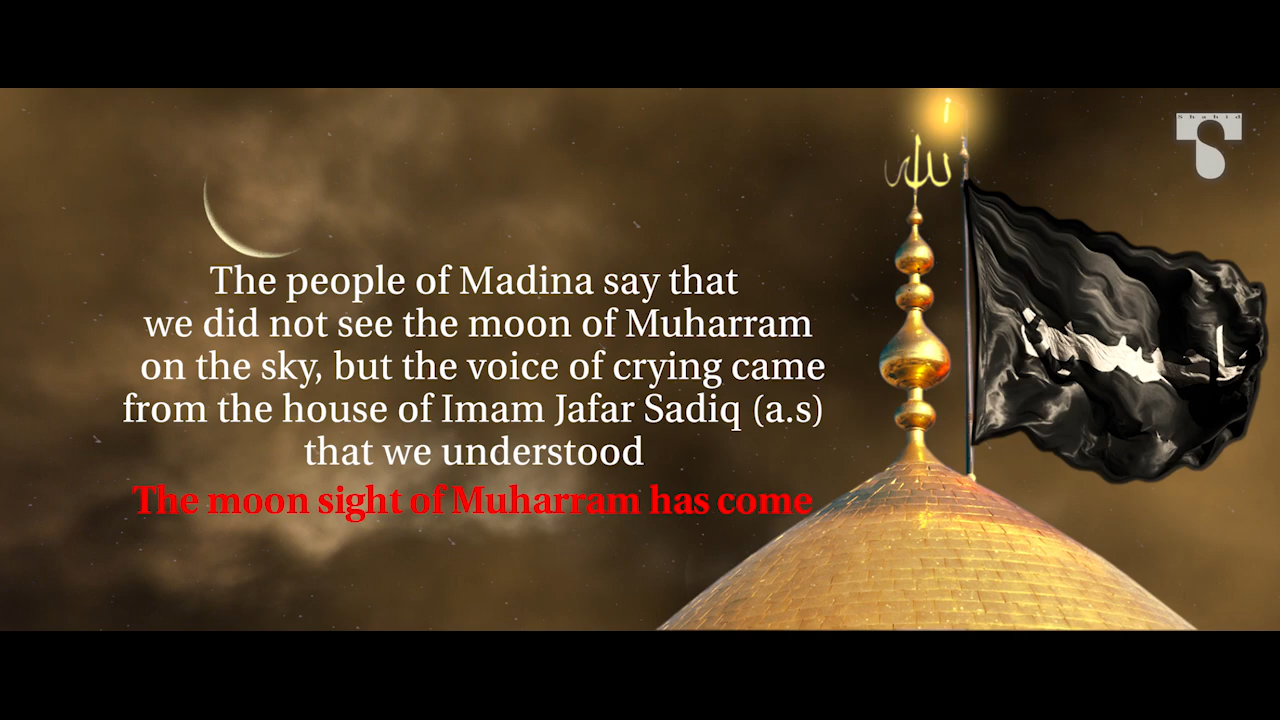 Shahid
الله
The people of Madina say that
we did not see the moon of Muharram
on the sky, but the voice of crying came
from the house of Imam Jafar Sadiq (a.s)
that we understood
The moon sight of Muharram has come